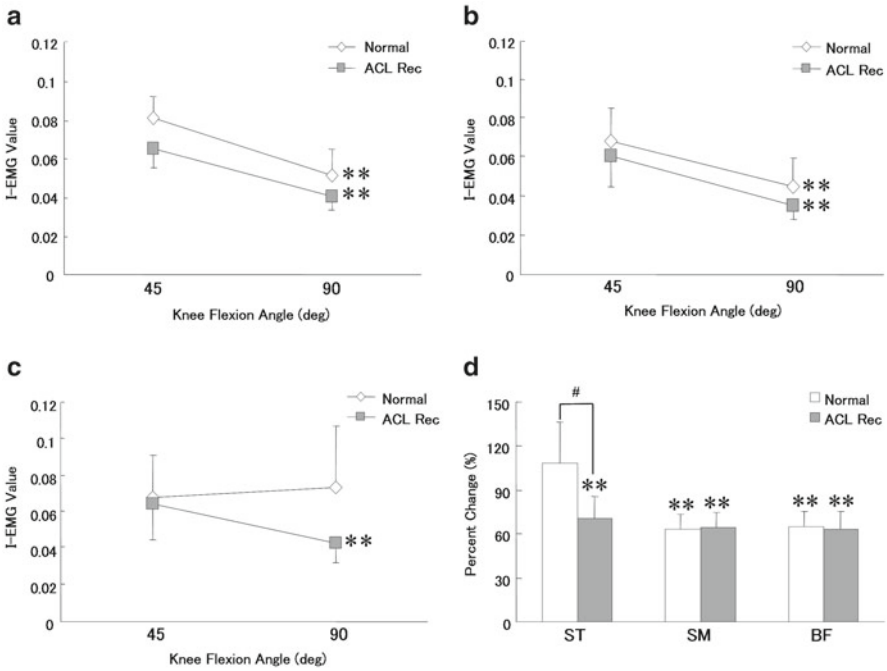 a
0.12
0.1
0.08
0.06
0.04
0.02
0
I-EMG Value
Normal
ACL Rec
**
**
45 90
Knee Flexion Angle (deg)
b
0.12
0.1
0.08
0.06
0.04
0.02
0
I-EMG Value
Normal
ACL Rec
**
**
45 90
Knee Flexion Angle (deg)
c
0.12
0.1
0.08
0.06
0.04
0.02
0
I-EMG Value
Normal
ACL Rec
**
45 90
Knee Flexion Angle (deg)
d
150
120
90
60
30
0
Percent Change (%)
Normal
ACL Rec
#
**
** **
** **
ST SM BF